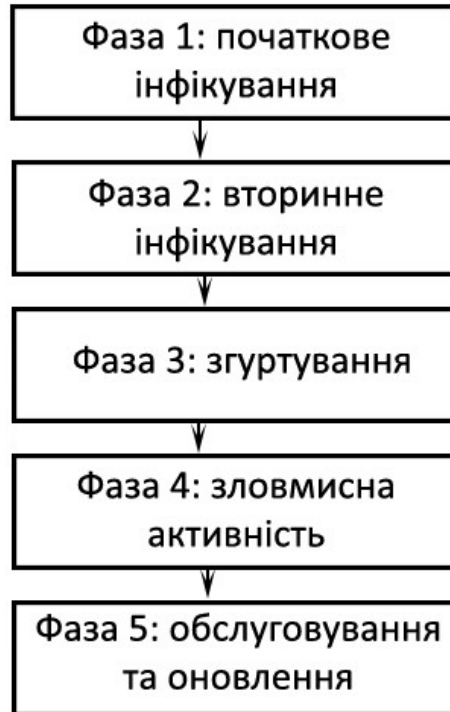 Фаза 1: початкове
інфікування
Фаза 2: вторинне
інфікування
Фаза 3: згуртування
Фаза 4: зловмисна
активність
Фаза 5: обслуговування
та оновлення